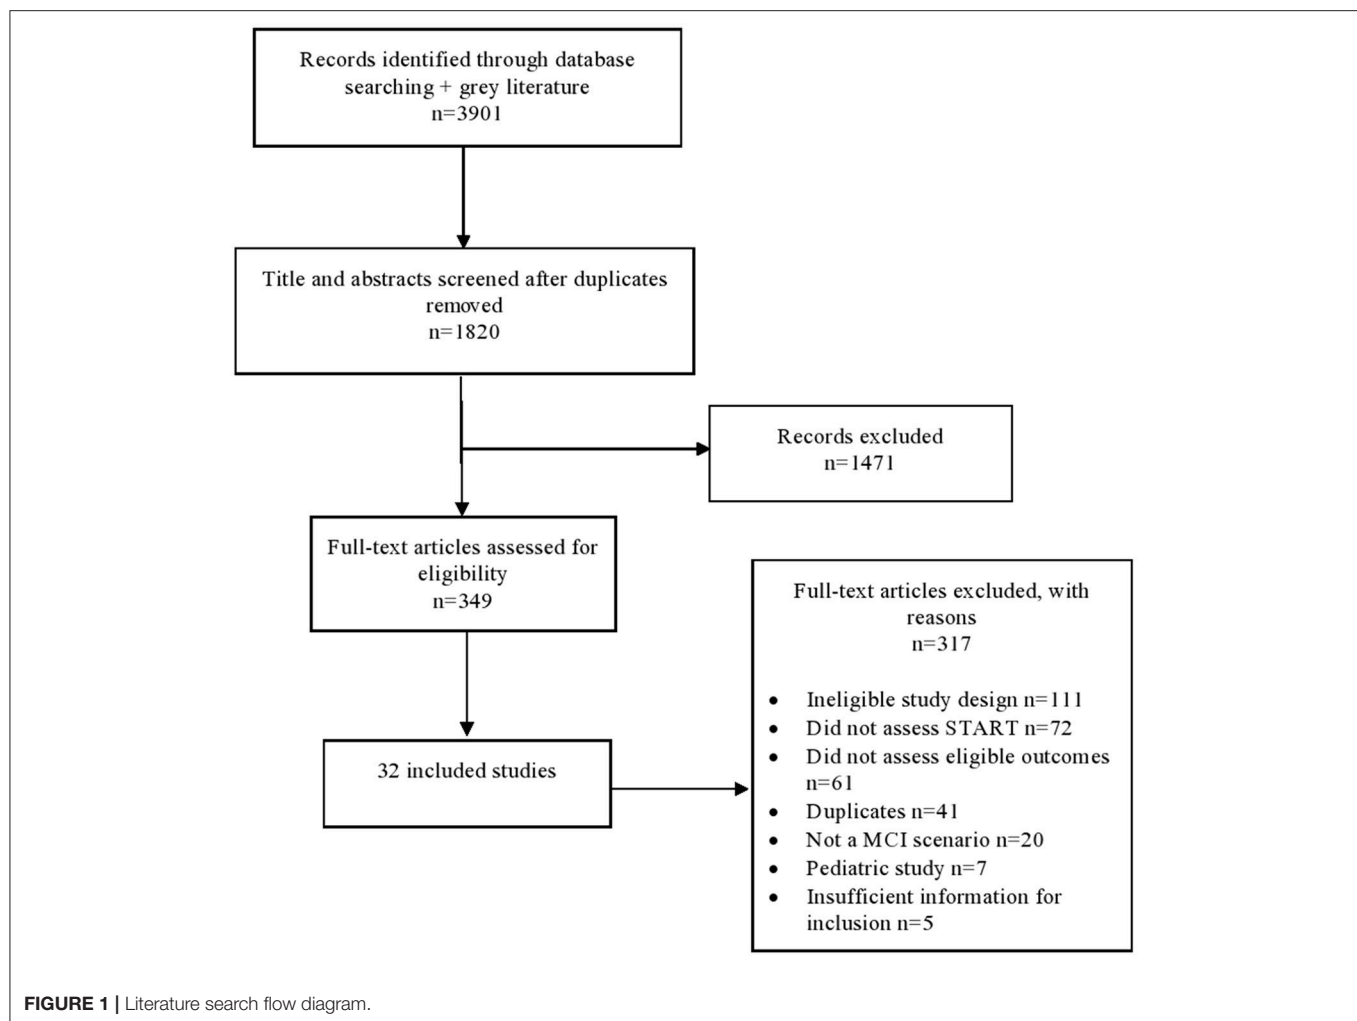 Records identified through database
searching + grey literature
n=3901
Title and abstracts screened after duplicates
removed
n=1820
Records excluded
n=1471
Full-text articles assessed for
eligibility
n=349
Full-text articles excluded, with
reasons
n=317
• Ineligible study design n=111
• Did not assess START n=72
• Did not assess eligible outcomes
n=61
• Duplicates n=41
• Not a MCI scenario n=20
• Pediatric study n=7
• Insufficient information for
inclusion n=5
32 included studies
FIGURE 1 | Literature search flow diagram.